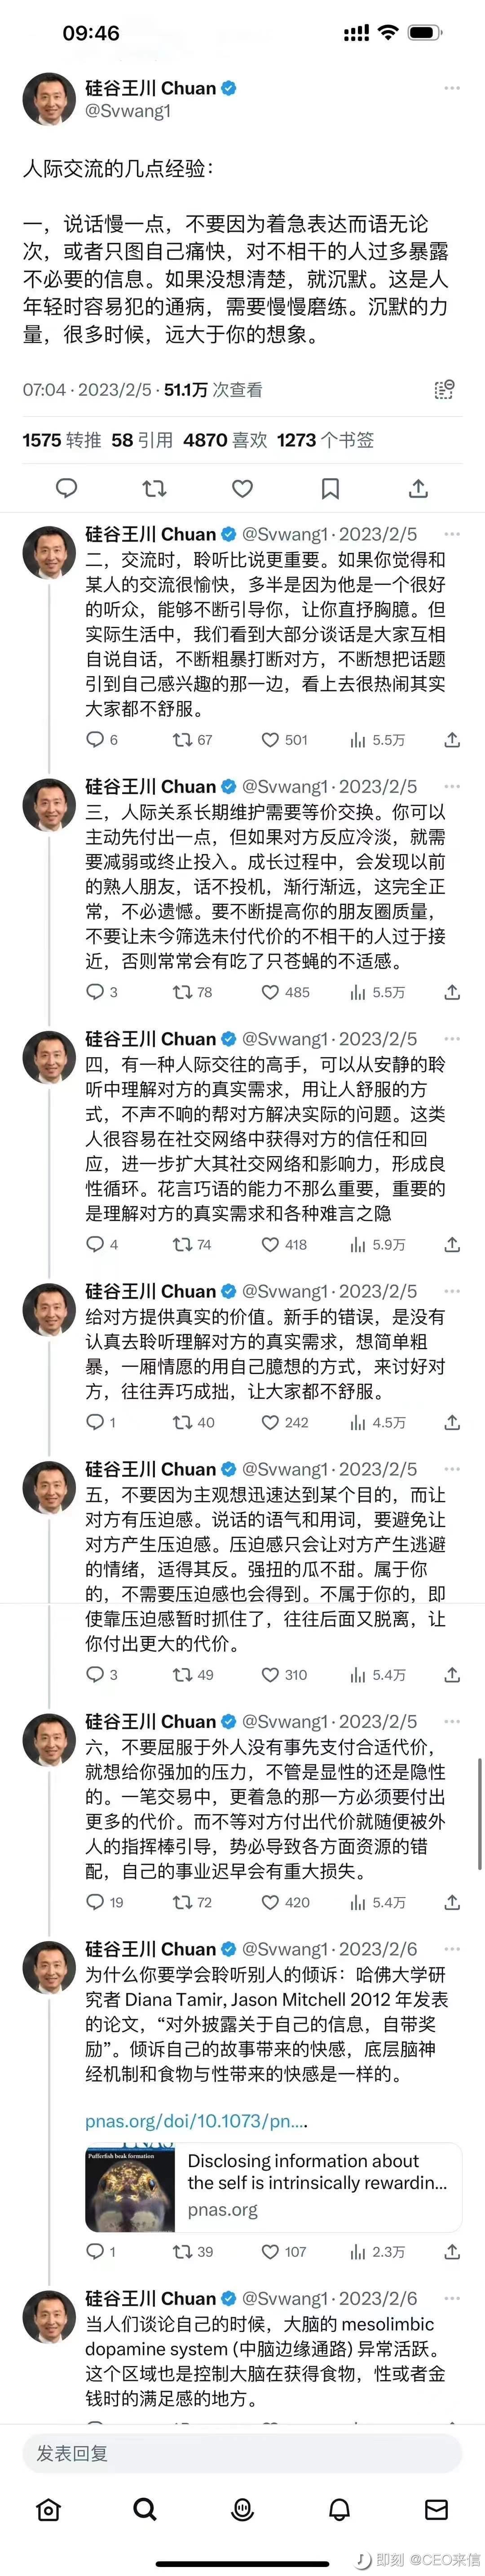 09:46
硅谷王川 Chuan
@Svwang1
人际交流的几点经验：
一，说话慢一点，不要因为着急表达而语无论
次，或者只图自己痛快，对不相干的人过多暴露
不必要的信息。如果没想清楚，就沉默。这是人
年轻时容易犯的通病，需要慢慢磨练。沉默的力
量，很多时候，远大于你的想象。
07:04 · 2023/2/5 · 51.1万 次查看
1575 转推 58 引用 4870 喜欢 1273 个书签
硅谷王川 Chuan @Svwang1 · 2023/2/5
二，交流时，聆听比说更重要。如果你觉得和
某人的交流很愉快，多半是因为他是一个很好
的听众，能够不断引导你，让你直抒胸臆。但
实际生活中，我们看到大部分谈话是大家互相
自说自话，不断粗暴打断对方，不断想把话题
引到自己感兴趣的那一边，看上去很热闹其实
大家都不舒服。
6 67 501 5.5万
硅谷王川 Chuan @Svwang1 · 2023/2/5
三，人际关系长期维护需要等价交换。你可以
主动先付出一点，但如果对方反应冷淡，就需
要减弱或终止投入。成长过程中，会发现以前
的熟人朋友，话不投机，渐行渐远，这完全正
常，不必遗憾。要不断提高你的朋友圈质量，
不要让未今筛选未付代价的不相干的人过于接
近，否则常常会有吃了只苍蝇的不适感。
3 78 485 5.5万
硅谷王川 Chuan @Svwang1 · 2023/2/5
四，有一种人际交往的高手，可以从安静的聆
听中理解对方的真实需求，用让人舒服的方
式，不声不响的帮对方解决实际的问题。这类
人很容易在社交网络中获得对方的信任和回
应，进一步扩大其社交网络和影响力，形成良
性循环。花言巧语的能力不那么重要，重要的
是理解对方的真实需求和各种难言之隐
4 74 418 5.9万
硅谷王川 Chuan @Svwang1 · 2023/2/5
给对方提供真实的价值。新手的错误，是没有
认真去聆听理解对方的真实需求，想简单粗
暴，一厢情愿的用自己臆想的方式，来讨好对
方，往往弄巧成拙，让大家都不舒服。
1 40 242 4.5万
硅谷王川 Chuan @Svwang1 · 2023/2/5
五，不要因为主观想迅速达到某个目的，而让
对方有压迫感。说话的语气和用词，要避免让
对方产生压迫感。压迫感只会让对方产生逃避
的情绪，适得其反。强扭的瓜不甜。属于你
的，不需要压迫感也会得到。不属于你的，即
使靠压迫感暂时抓住了，往往后面又脱离，让
你付出更大的代价。
3 49 310 5.4万
硅谷王川 Chuan @Svwang1 · 2023/2/5
六，不要屈服于外人没有事先支付合适代价，
就想给你强加的压力，不管是显性的还是隐性
的。一笔交易中，更着急的那一方必须要付出
更多的代价。而不等对方付出代价就随便被外
人的指挥棒引导，势必导致各方面资源的错
配，自己的事业迟早会有重大损失。
19 72 420 5.4万
硅谷王川 Chuan @Svwang1 · 2023/2/6
为什么你要学会聆听别人的倾诉：哈佛大学研
究者 Diana Tamir, Jason Mitchell 2012 年发表
的论文，“对外披露关于自己的信息，自带奖
励”。倾诉自己的故事带来的快感，底层脑神
经机制和食物与性带来的快感是一样的。
pnas.org/doi/10.1073/pn….
PNAS
Pufferfish beak formation
Disclosing information about
the self is intrinsically rewardin...
pnas.org
1 39 107 2.3万
硅谷王川 Chuan @Svwang1 · 2023/2/6
当人们谈论自己的时候，大脑的 mesolimbic
dopamine system (中脑边缘通路) 异常活跃。
这个区域也是控制大脑在获得食物，性或者金
钱时的满足感的地方。
发表回复
即刻 @CEO来信